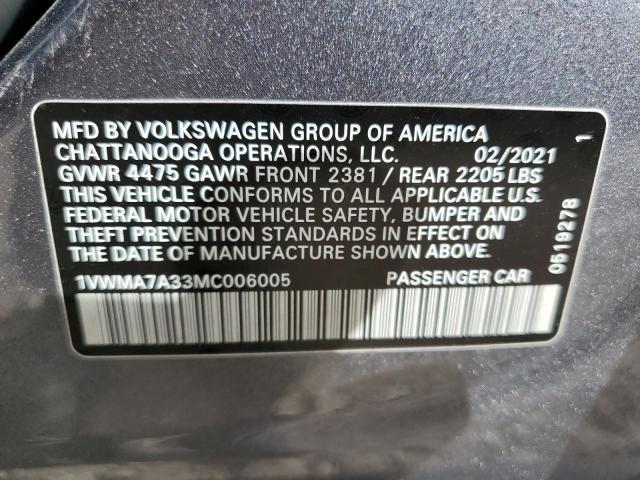 MFD BY VOLKSWAGEN GROUP OF AMERICA
CHATTANOOGA OPERATIONS, LLC. 02/2021
GVWR 4475 GAWR FRONT 2381 / REAR 2205 LBS
THIS VEHICLE CONFORMS TO ALL APPLICABLE U.S.
FEDERAL MOTOR VEHICLE SAFETY, BUMPER AND
THEFT PREVENTION STANDARDS IN EFFECT ON
THE DATE OF MANUFACTURE SHOWN ABOVE.
1VWMA7A33MC006005 PASSENGER CAR
0519278 1